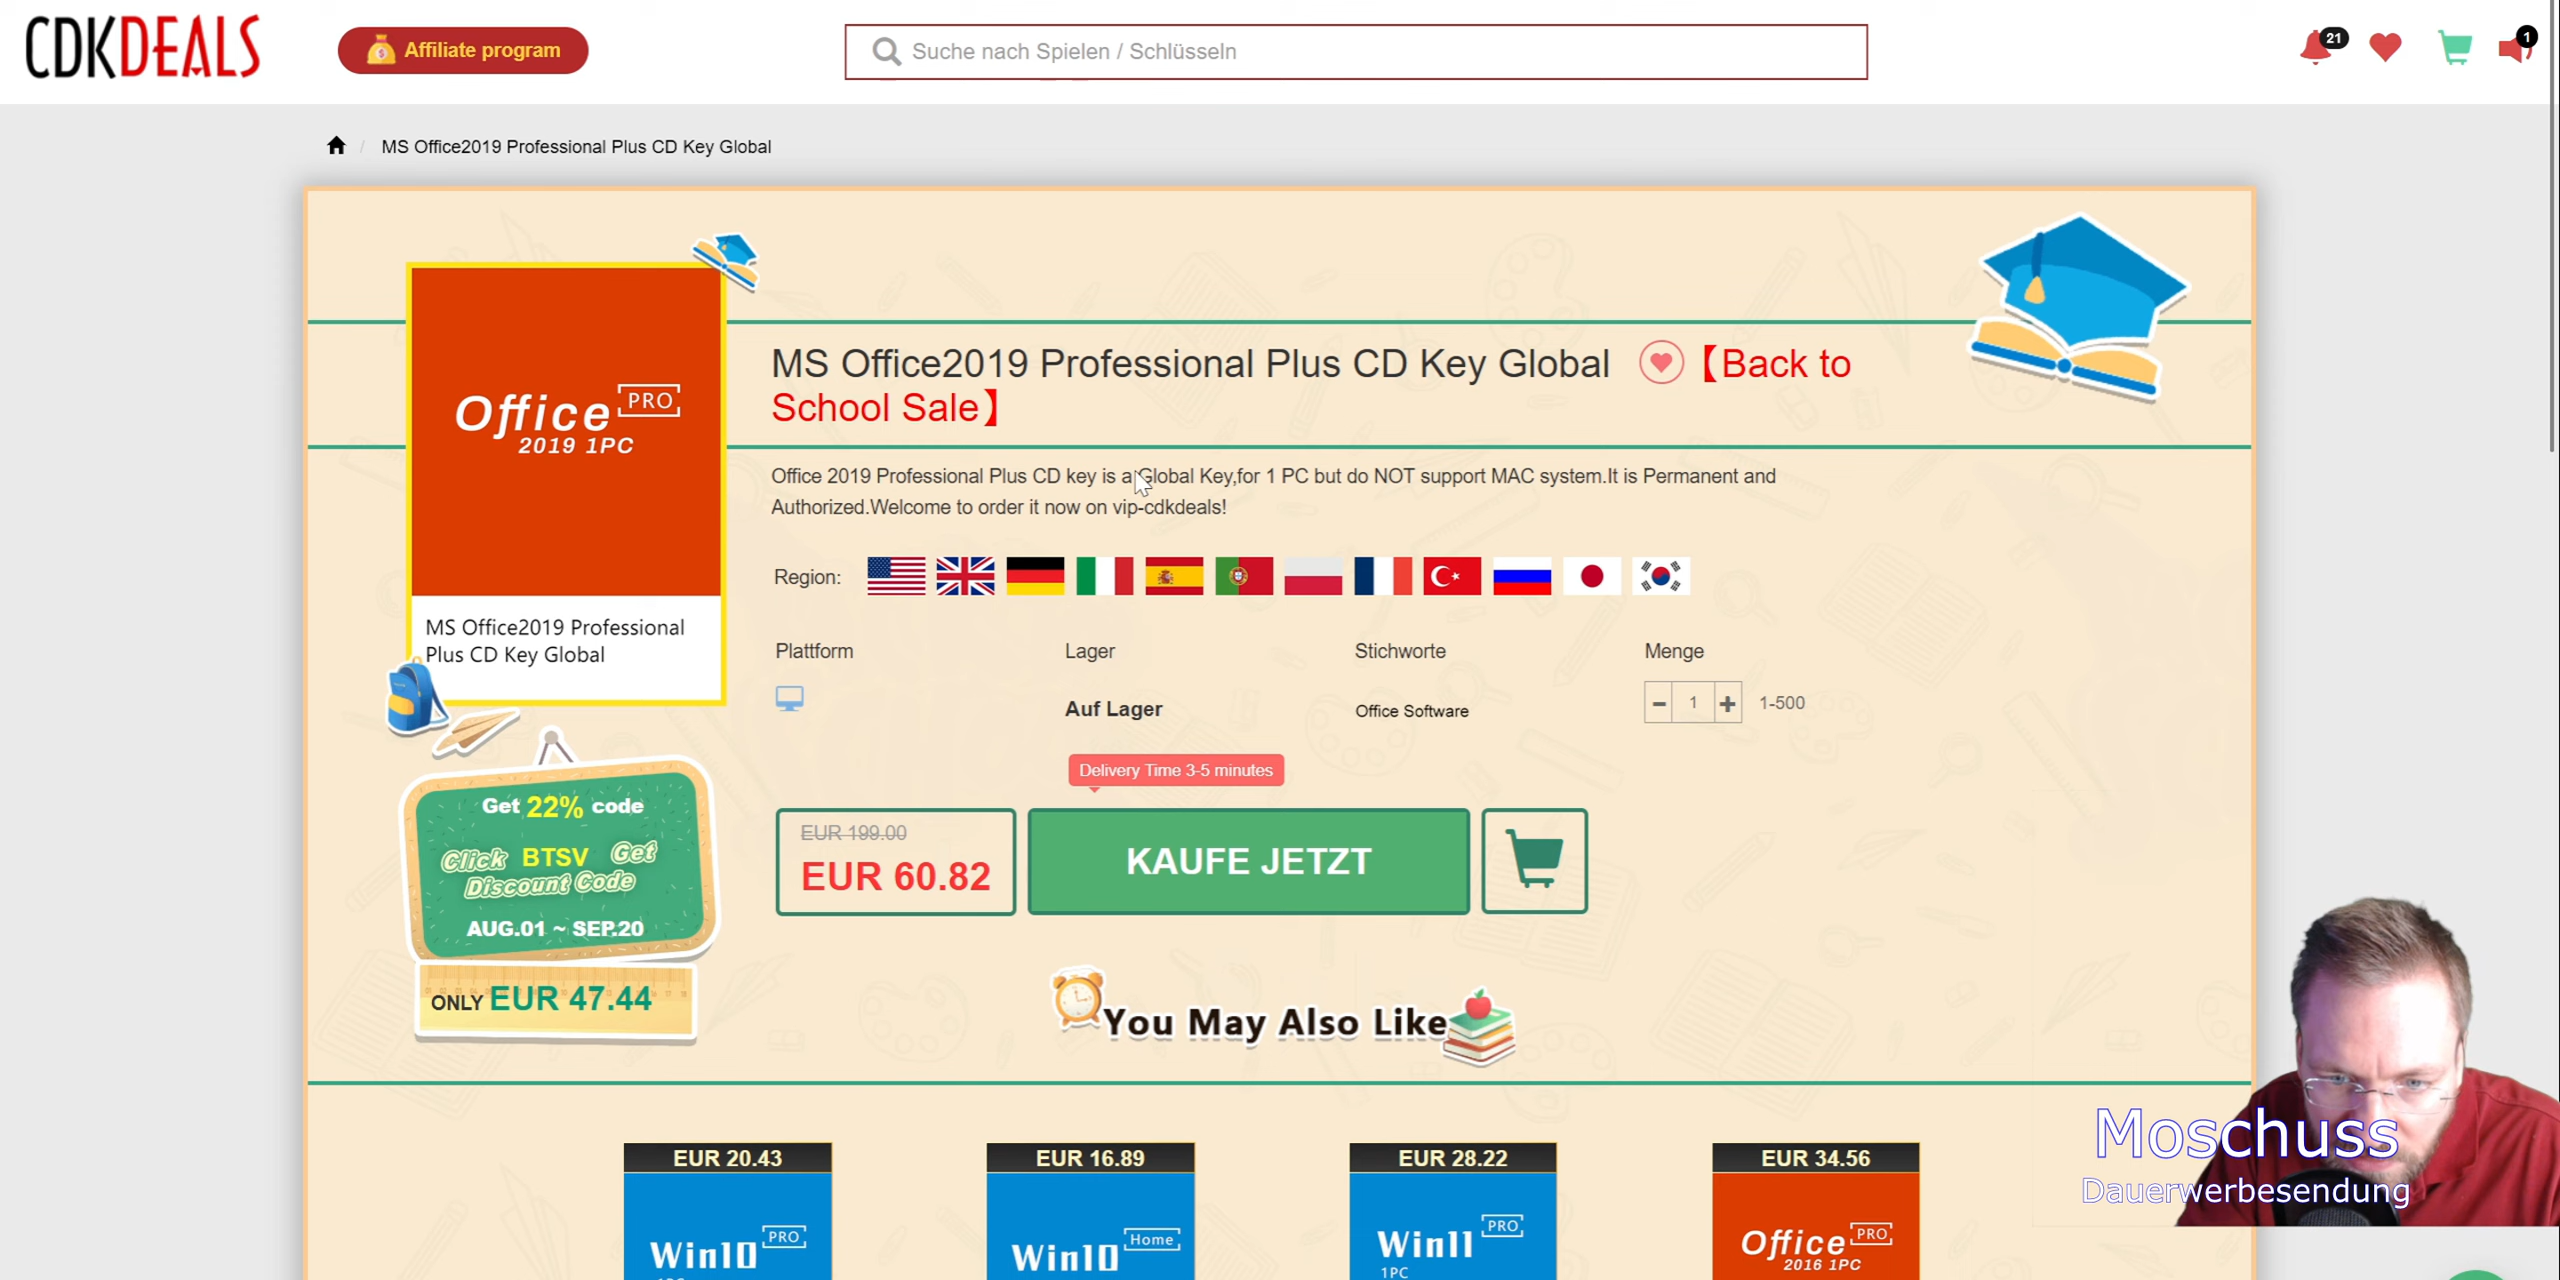 CDKDEALS
Affiliate program
Suche nach Spielen / Schlüsseln
21
1
MS Office2019 Professional Plus CD Key Global
Office PRO
2019 1PC
MS Office2019 Professional
Plus CD Key Global
MS Office2019 Professional Plus CD Key Global 【Back to
School Sale】
Office 2019 Professional Plus CD key is a Global Key,for 1 PC but do NOT support MAC system.It is Permanent and
Authorized.Welcome to order it now on vip-cdkdeals!
Region:
Plattform
Lager
Stichworte
Menge
Auf Lager
Office Software
1
1-500
Delivery Time 3-5 minutes
EUR 199.00
EUR 60.82
KAUFE JETZT
Get 22% code
Click BTSV Get
Discount Code
AUG.01 ~ SEP.20
ONLY EUR 47.44
You May Also Like
EUR 20.43
EUR 16.89
EUR 28.22
EUR 34.56
Win10 PRO
Win10 Home
Win11 PRO
1PC
Office PRO
2016 1PC
Moschuss
Dauerwerbesendung